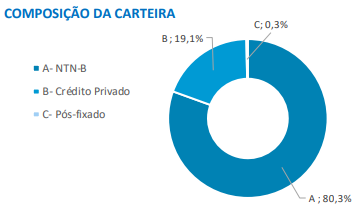 COMPOSIÇÃO DA CARTEIRA
A- NTN-B
B- Crédito Privado
C- Pós-fixado
B ; 19,1%
C; 0,3%
A ; 80,3%